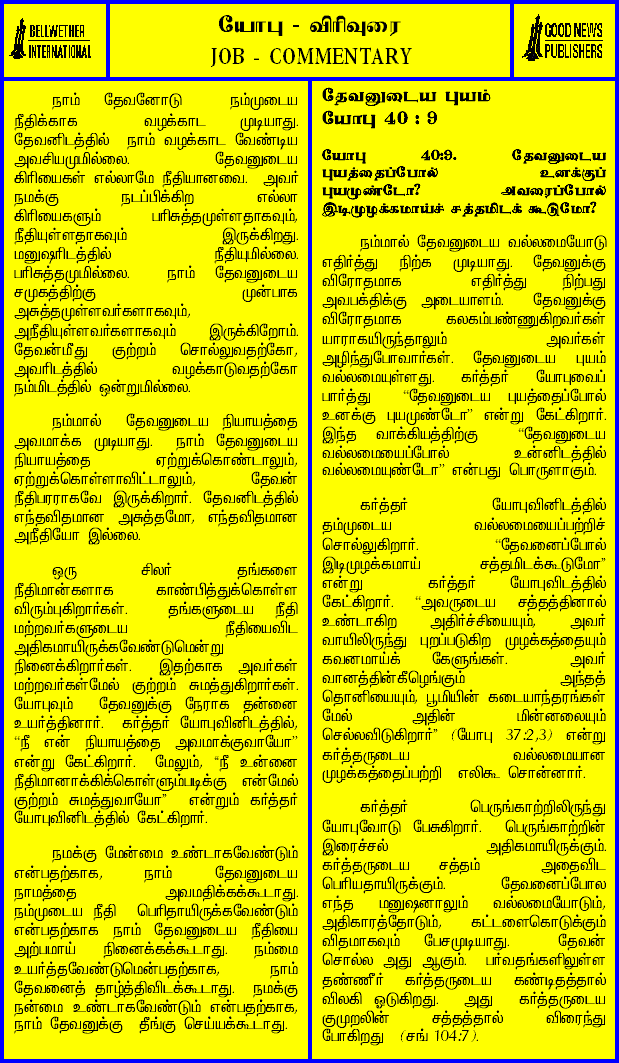 BELLWETHER
INTERNATIONAL
யோபு - விரிவுரை
JOB - COMMENTARY
GOOD NEWS
PUBLISHERS
நாம் தேவனோடு நம்முடைய
நீதிக்காக வழக்காட முடியாது.
தேவனிடத்தில் நாம் வழக்காட வேண்டிய
அவசியமுமில்லை. தேவனுடைய
கிரியைகள் எல்லாமே நீதியானவை. அவர்
நமக்கு நடப்பிக்கிற எல்லா
கிரியைகளும் பரிசுத்தமுள்ளதாகவும்,
நீதியுள்ளதாகவும் இருக்கிறது.
மனுஷரிடத்தில் நீதியுமில்லை.
பரிசுத்தமுமில்லை. நாம் தேவனுடைய
சமுகத்திற்கு முன்பாக
அசுத்தமுள்ளவர்களாகவும்,
அநீதியுள்ளவர்களாகவும் இருக்கிறோம்.
தேவன்மீது குற்றம் சொல்லுவதற்கோ,
அவரிடத்தில் வழக்காடுவதற்கோ
நம்மிடத்தில் ஒன்றுமில்லை.
நம்மால் தேவனுடைய நியாயத்தை
அவமாக்க முடியாது. நாம் தேவனுடைய
நியாயத்தை ஏற்றுக்கொண்டாலும்,
ஏற்றுக்கொள்ளாவிட்டாலும், தேவன்
நீதிபரராகவே இருக்கிறார். தேவனிடத்தில்
எந்தவிதமான அசுத்தமோ, எந்தவிதமான
அநீதியோ இல்லை.
ஒரு சிலர் தங்களை
நீதிமான்களாக காண்பித்துக்கொள்ள
விரும்புகிறார்கள். தங்களுடைய நீதி
மற்றவர்களுடைய நீதியைவிட
அதிகமாயிருக்கவேண்டுமென்று
நினைக்கிறார்கள். இதற்காக அவர்கள்
மற்றவர்கள்மேல் குற்றம் சுமத்துகிறார்கள்.
யோபுவும் தேவனுக்கு நேராக தன்னை
உயர்த்தினார். கர்த்தர் யோபுவினிடத்தில்,
“நீ என் நியாயத்தை அவமாக்குவாயோ”
என்று கேட்கிறார். மேலும், “நீ உன்னை
நீதிமானாக்கிக்கொள்ளும்படிக்கு என்மேல்
குற்றம் சுமத்துவாயோ” என்றும் கர்த்தர்
யோபுவினிடத்தில் கேட்கிறார்.
நமக்கு மேன்மை உண்டாகவேண்டும்
என்பதற்காக, நாம் தேவனுடைய
நாமத்தை அவமதிக்கக்கூடாது.
நம்முடைய நீதி பெரிதாயிருக்கவேண்டும்
என்பதற்காக நாம் தேவனுடைய நீதியை
அற்பமாய் நினைக்கக்கூடாது. நம்மை
உயர்த்தவேண்டுமென்பதற்காக, நாம்
தேவனைத் தாழ்த்திவிடக்கூடாது. நமக்கு
நன்மை உண்டாகவேண்டும் என்பதற்காக,
நாம் தேவனுக்கு தீங்கு செய்யக்கூடாது.
தேவனுடைய புயம்
யோபு 40 : 9
யோபு 40:9. தேவனுடைய
புயத்தைப்போல் உனக்குப்
புயமுண்டோ? அவரைப்போல்
இடிமுழக்கமாய்ச் சத்தமிடக் கூடுமோ?
நம்மால் தேவனுடைய வல்லமையோடு
எதிர்த்து நிற்க முடியாது. தேவனுக்கு
விரோதமாக எதிர்த்து நிற்பது
அவபக்திக்கு அடையாளம். தேவனுக்கு
விரோதமாக கலகம்பண்ணுகிறவர்கள்
யாராகயிருந்தாலும் அவர்கள்
அழிந்துபோவார்கள். தேவனுடைய புயம்
வல்லமையுள்ளது. கர்த்தர் யோபுவைப்
பார்த்து “தேவனுடைய புயத்தைப்போல்
உனக்கு புயமுண்டோ” என்று கேட்கிறார்.
இந்த வாக்கியத்திற்கு “தேவனுடைய
வல்லமையைப்போல் உன்னிடத்தில்
வல்லமையுண்டோ” என்பது பொருளாகும்.
கர்த்தர் யோபுவினிடத்தில்
தம்முடைய வல்லமையைப்பற்றிச்
சொல்லுகிறார். “தேவனைப்போல்
இடிமுழக்கமாய் சத்தமிடக்கூடுமோ”
என்று கர்த்தர் யோபுவிடத்தில்
கேட்கிறார். “அவருடைய சத்தத்தினால்
உண்டாகிற அதிர்ச்சியையும், அவர்
வாயிலிருந்து புறப்படுகிற முழக்கத்தையும்
கவனமாய்க் கேளுங்கள். அவர்
வானத்தின்கீழெங்கும் அந்தத்
தொனியையும், பூமியின் கடையாந்தரங்கள்
மேல் அதின் மின்னலையும்
செல்லவிடுகிறார்” (யோபு 37:2,3) என்று
கர்த்தருடைய வல்லமையான
முழக்கத்தைப்பற்றி எலிகூ சொன்னார்.
கர்த்தர் பெருங்காற்றிலிருந்து
யோபுவோடு பேசுகிறார். பெருங்காற்றின்
இரைச்சல் அதிகமாயிருக்கும்.
கர்த்தருடைய சத்தம் அதைவிட
பெரியதாயிருக்கும். தேவனைப்போல
எந்த மனுஷனாலும் வல்லமையோடும்,
அதிகாரத்தோடும், கட்டளைகொடுக்கும்
விதமாகவும் பேசமுடியாது. தேவன்
சொல்ல அது ஆகும். பர்வதங்களிலுள்ள
தண்ணீர் கர்த்தருடைய கண்டிதத்தால்
விலகி ஓடுகிறது. அது கர்த்தருடைய
குமுறலின் சத்தத்தால் விரைந்து
போகிறது (சங் 104:7).